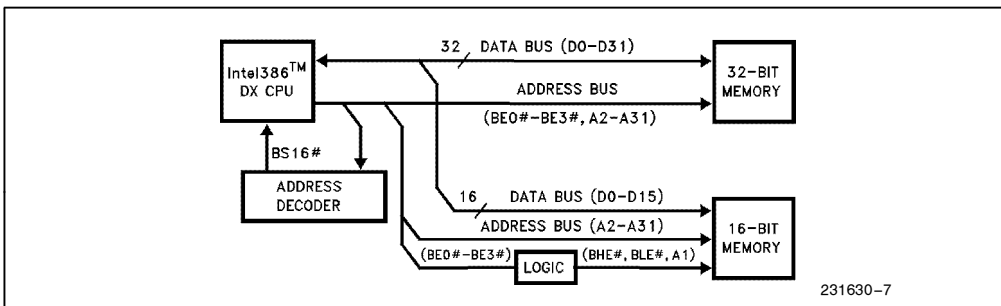 Intel386™
DX CPU
32 DATA BUS (D0-D31)
ADDRESS BUS
(BE0#-BE3#, A2-A31)
32-BIT
MEMORY
BS16#
ADDRESS
DECODER
16 DATA BUS (D0-D15)
ADDRESS BUS (A2-A31)
(BE0#-BE3#)
LOGIC
(BHE#, BLE#, A1)
16-BIT
MEMORY
231630-7